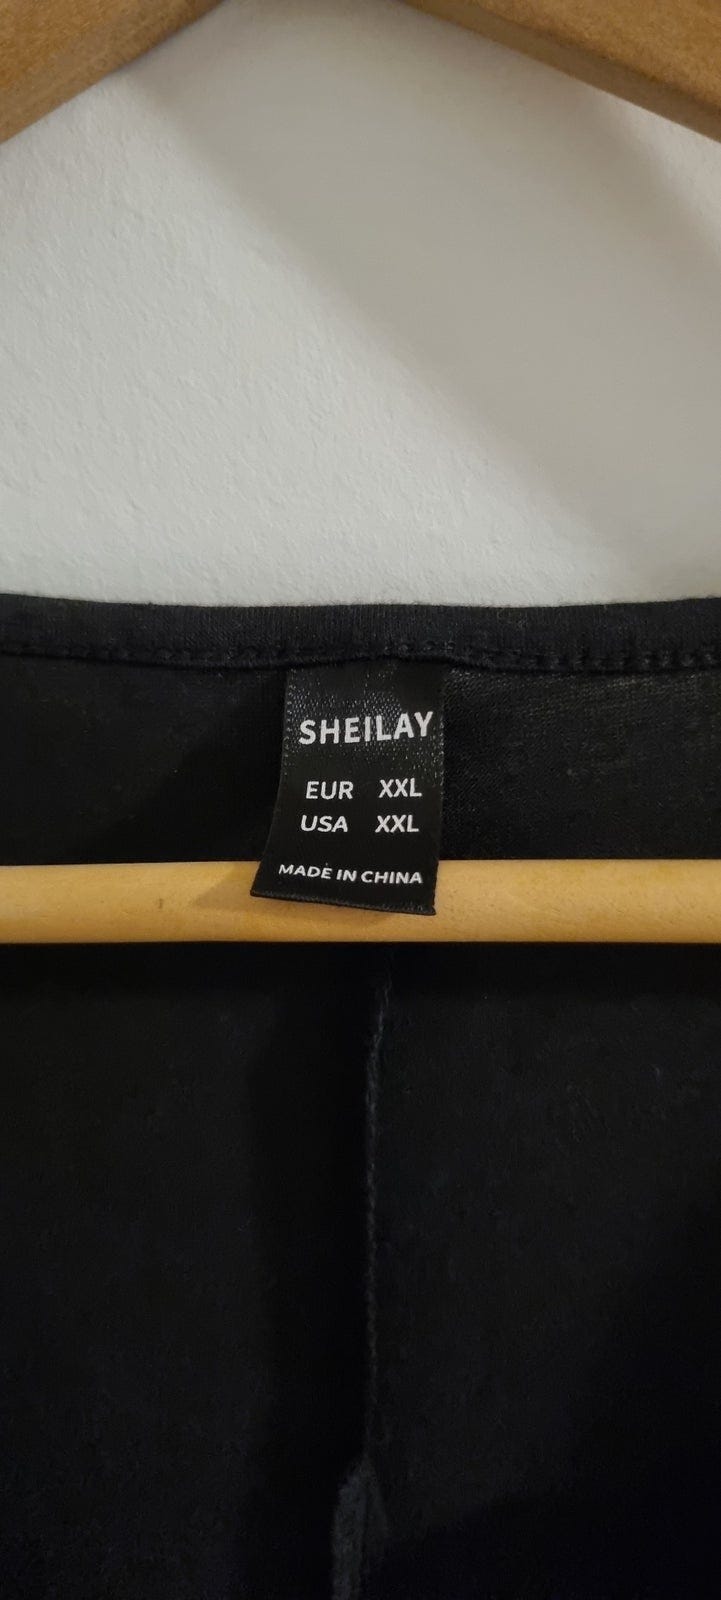 SHEILAY
EUR XXL
USA XXL
MADE IN CHINA